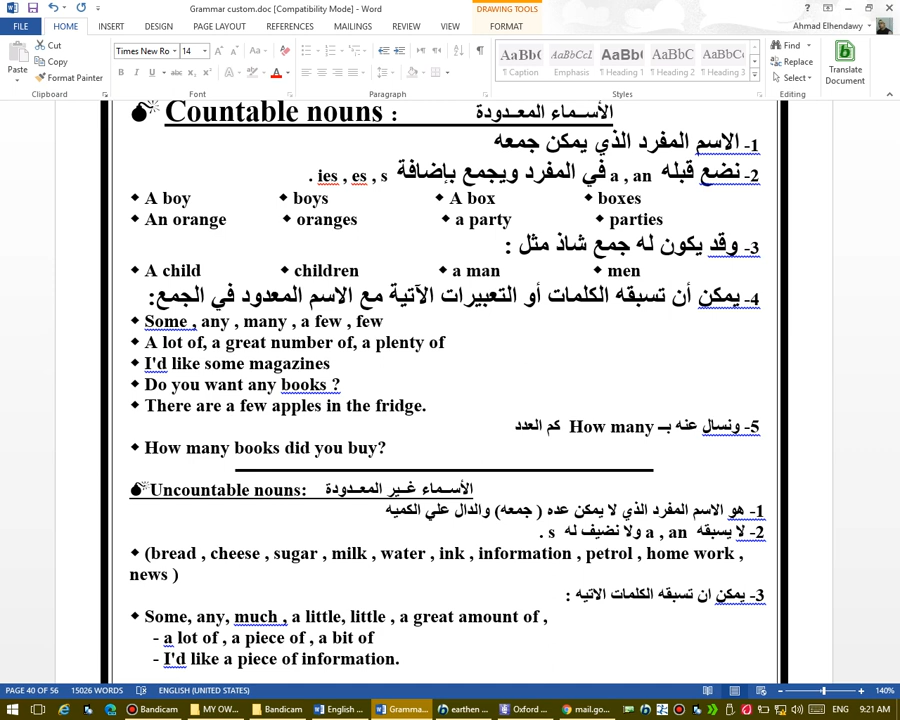 Grammar custom.doc [Compatibility Mode] - Word
DRAWING TOOLS
FILE HOME INSERT DESIGN PAGE LAYOUT REFERENCES MAILINGS REVIEW VIEW FORMAT
Ahmad Elhendawy
Paste
Cut
Copy
Format Painter
Times New Ro 14
AaBb( AaBbCcI AaBb( AaBbC AaBbC
¶ Caption Emphasis ¶ Heading 1 ¶ Heading 2 ¶ Heading 3
Find
Replace
Select
Translate Document
Clipboard Font Paragraph Styles Editing Document
Countable nouns : الأســماء المعــدودة
1- الاسم المفرد الذي يمكن جمعه
2- نضع قبله a , an في المفرد ويجمع بإضافة ies , es , s .
A boy boys A box boxes
An orange oranges a party parties
3- وقد يكون له جمع شاذ مثل :
A child children a man men
4- يمكن أن تسبقه الكلمات أو التعبيرات الآتية مع الاسم المعدود في الجمع:
Some , any , many , a few , few
A lot of, a great number of, a plenty of
I'd like some magazines
Do you want any books ?
There are a few apples in the fridge.
5- ونسال عنه بـ How many كم العدد
How many books did you buy?
Uncountable nouns: الأســماء غــير المعــدودة
1- هو الاسم المفرد الذي لا يمكن عده ( جمعه) والدال علي الكميه
2- لا يسبقه a , an ولا نضيف له s .
(bread , cheese , sugar , milk , water , ink , information , petrol , home work ,
news )
3- يمكن ان تسبقه الكلمات الاتيه :
Some, any, much , a little, little , a great amount of ,
- a lot of , a piece of , a bit of
- I'd like a piece of information.
PAGE 40 OF 56 15026 WORDS ENGLISH (UNITED STATES) 140%
Bandicam MY OW... Bandicam English ... Gramma... earthen ... Oxford ... mail.go... ENG 9:21 AM